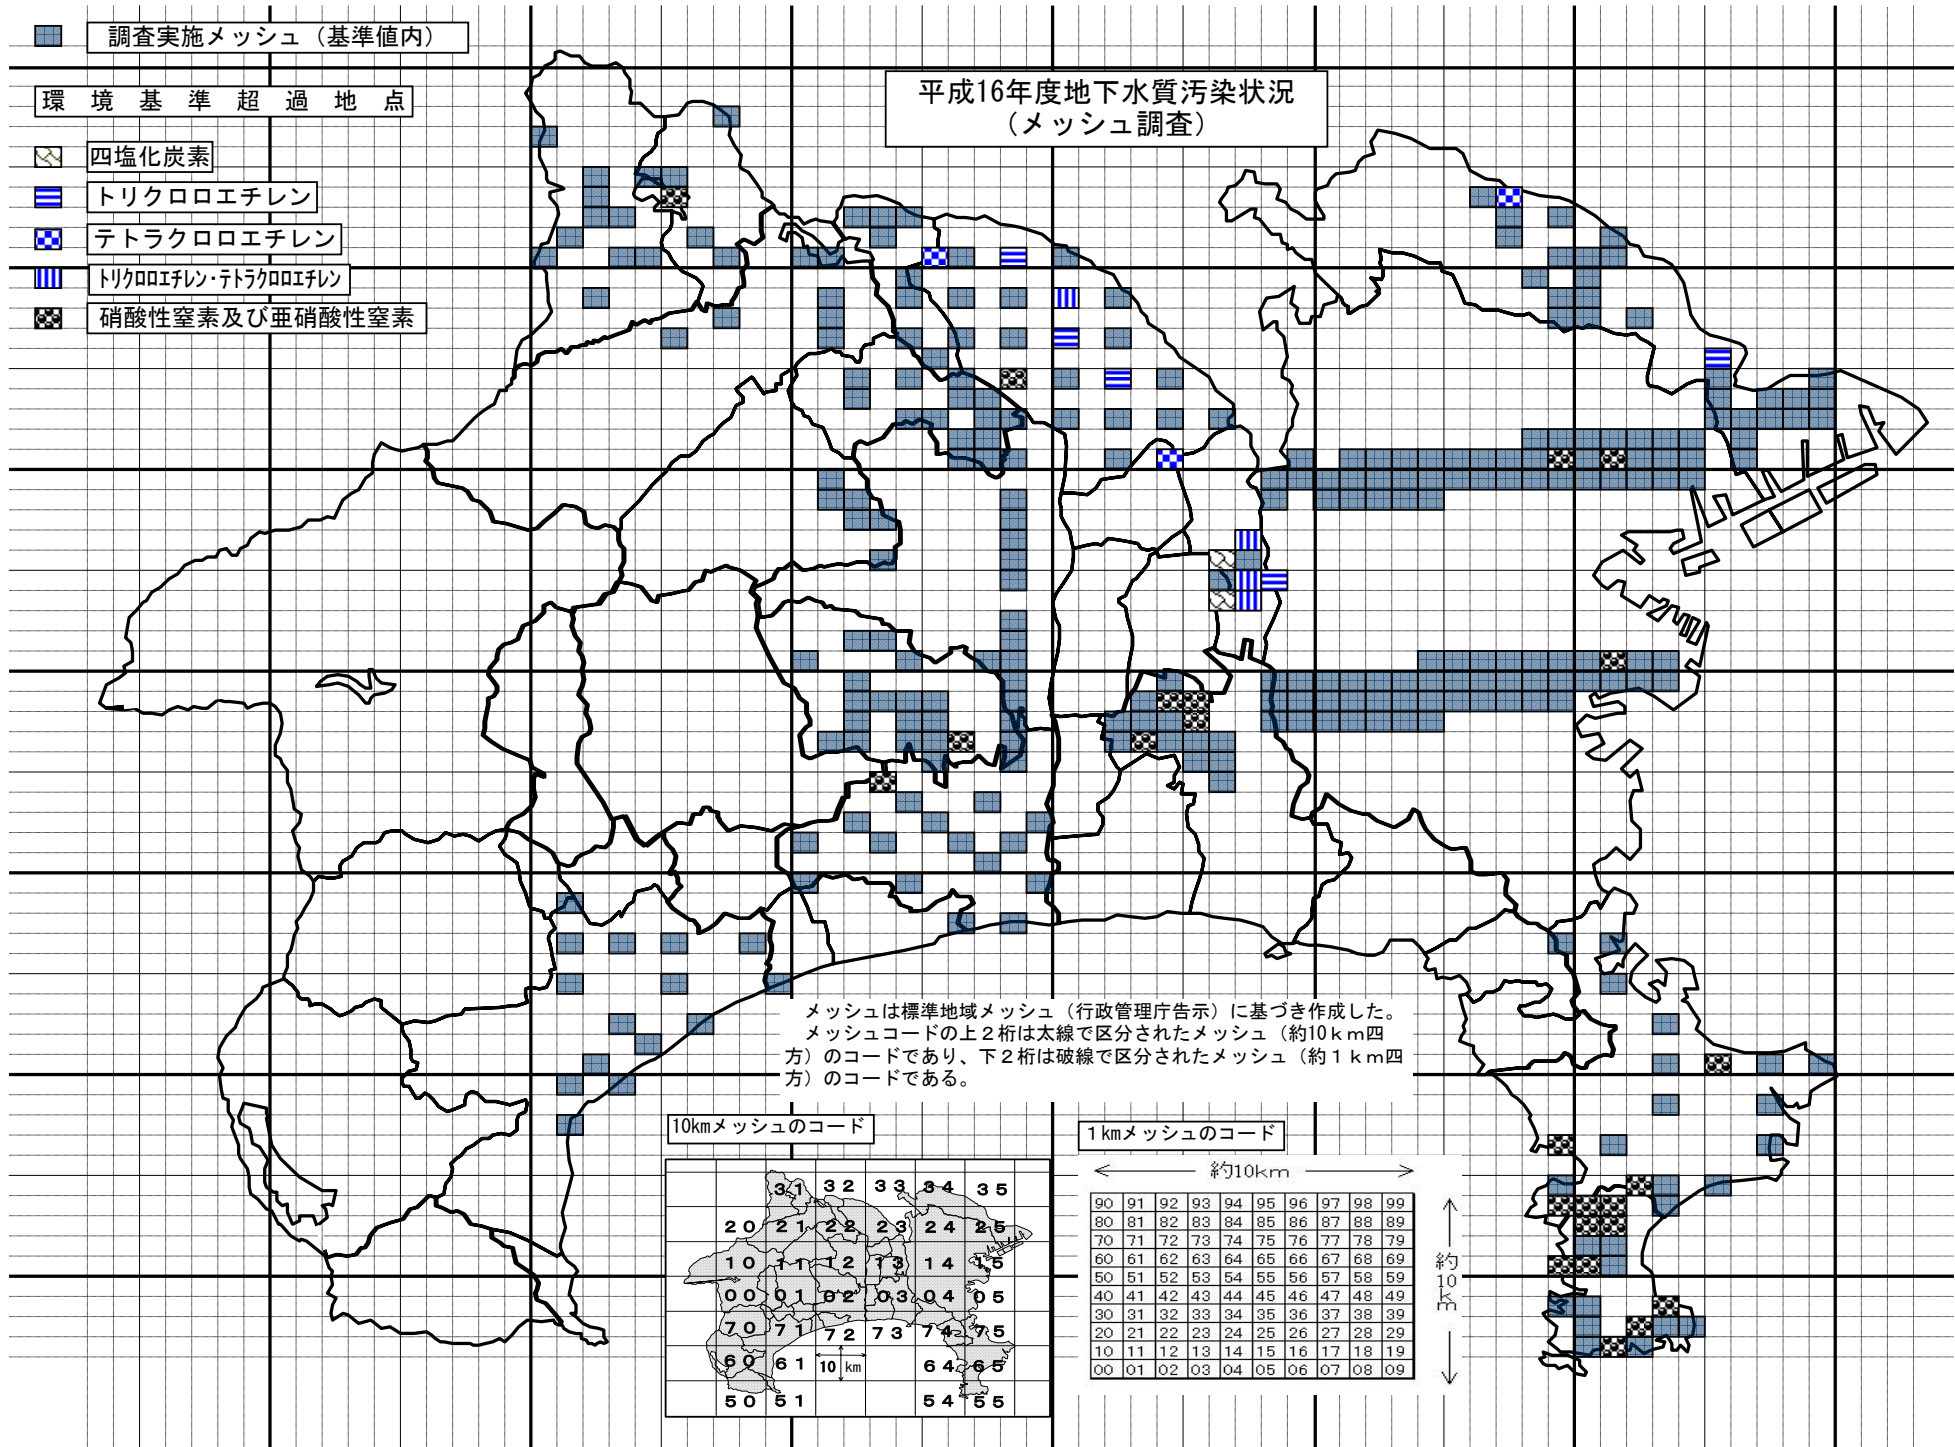 調査実施メッシュ（基準値内）
環境基準超過地点
四塩化炭素
トリクロロエチレン
テトラクロロエチレン
ﾄﾘｸﾛﾛｴﾁﾚﾝ･ﾃﾄﾗｸﾛﾛｴﾁﾚﾝ
硝酸性窒素及び亜硝酸性窒素
平成16年度地下水質汚染状況
（メッシュ調査）
メッシュは標準地域メッシュ（行政管理庁告示）に基づき作成した。
メッシュコードの上２桁は太線で区分されたメッシュ（約10ｋｍ四
方）のコードであり、下２桁は破線で区分されたメッシュ（約１ｋｍ四
方）のコードである。
10kmメッシュのコード
31 32 33 34 35
20 21 22 23 24 25
10 11 12 13 14 15
00 01 02 03 04 05
70 71 72 73 74 75
60 61 10 km 64 65
50 51 54 55
１kmメッシュのコード
約10km
90 91 92 93 94 95 96 97 98 99
80 81 82 83 84 85 86 87 88 89
70 71 72 73 74 75 76 77 78 79
60 61 62 63 64 65 66 67 68 69
50 51 52 53 54 55 56 57 58 59
40 41 42 43 44 45 46 47 48 49
30 31 32 33 34 35 36 37 38 39
20 21 22 23 24 25 26 27 28 29
10 11 12 13 14 15 16 17 18 19
00 01 02 03 04 05 06 07 08 09
約10km